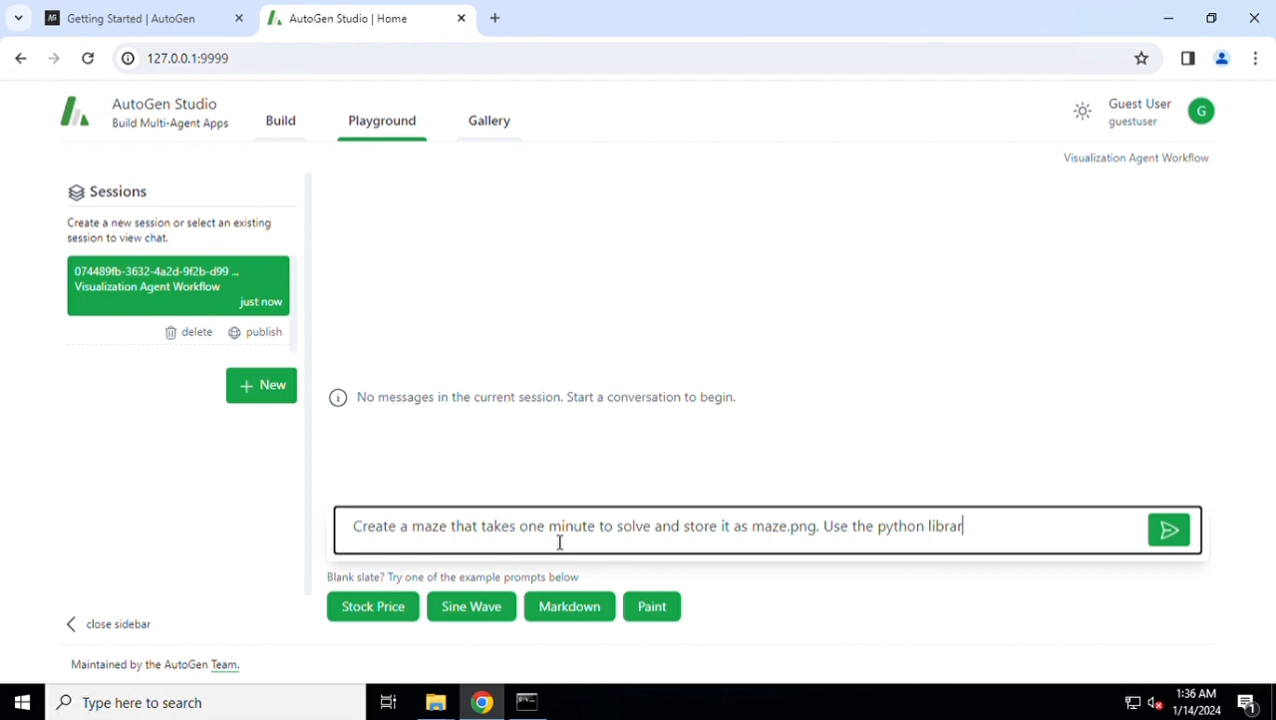 Getting Started | AutoGen
AutoGen Studio | Home
127.0.0.1:9999
AutoGen Studio
Build Multi-Agent Apps
Build
Playground
Gallery
Guest User
guestuser
G
Visualization Agent Workflow
Sessions
Create a new session or select an existing
session to view chat.
074489fb-3632-4a2d-9f2b-d99 ...
Visualization Agent Workflow
just now
delete
publish
New
No messages in the current session. Start a conversation to begin.
Create a maze that takes one minute to solve and store it as maze.png. Use the python librar
Blank slate? Try one of the example prompts below
Stock Price
Sine Wave
Markdown
Paint
close sidebar
Maintained by the AutoGen Team.
Type here to search
1:36 AM
1/14/2024
1